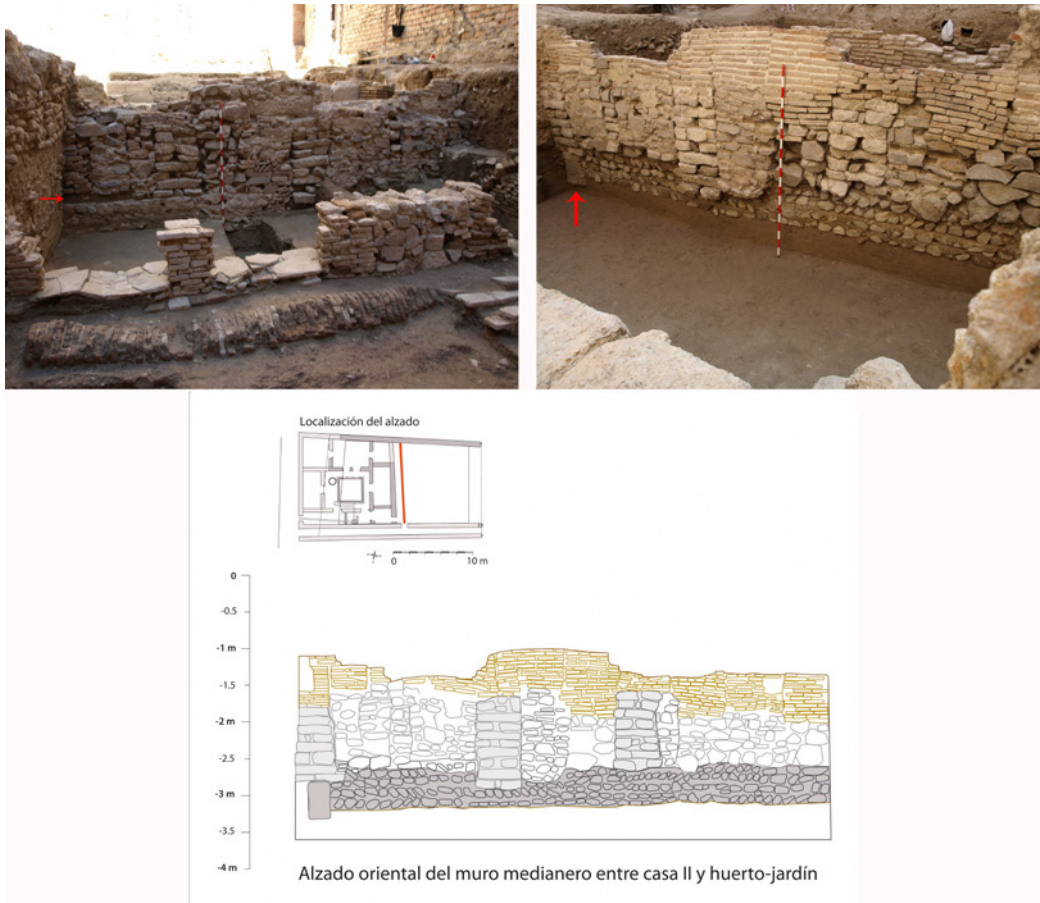 Localización del alzado
0
10 m
0
-0.5
-1 m
-1.5
-2 m
-2.5
-3 m
-3.5
-4 m
Alzado oriental del muro medianero entre casa II y huerto-jardín